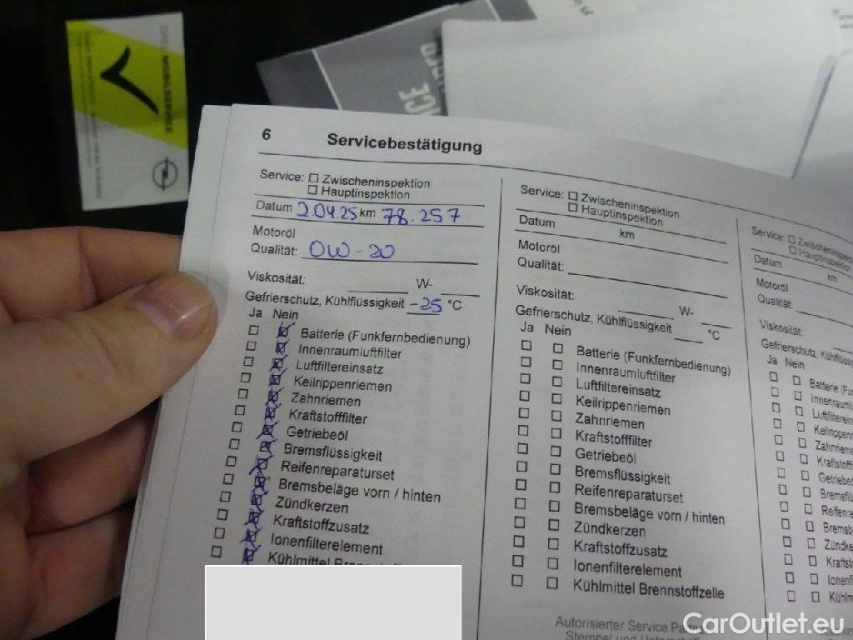 6 Servicebestätigung
Service: Zwischeninspektion
Hauptinspektion
Datum 20425 km 78.257
Motoröl
Qualität: 0W-20
Viskosität: W-
Gefrierschutz, Kühlflüssigkeit -25 °C
Ja Nein
Batterie (Funkfernbedienung)
Innenraumluftfilter
Luftfiltereinsatz
Keilrippenriemen
Zahnriemen
Kraftstofffilter
Getriebeöl
Bremsflüssigkeit
Reifenreparaturset
Bremsbeläge vorn / hinten
Zündkerzen
Kraftstoffzusatz
Ionenfilterelement
Kühlmittel
Service: Zwischeninspektion
Hauptinspektion
Datum km
Motoröl
Qualität:
Viskosität: W-
Gefrierschutz, Kühlflüssigkeit °C
Ja Nein
Batterie (Funkfernbedienung)
Innenraumluftfilter
Luftfiltereinsatz
Keilrippenriemen
Zahnriemen
Kraftstofffilter
Getriebeöl
Bremsflüssigkeit
Reifenreparaturset
Bremsbeläge vorn / hinten
Zündkerzen
Kraftstoffzusatz
Ionenfilterelement
Kühlmittel Brennstoffzelle
Autorisierter Service
Service:
Datum km
Motoröl
Qualität:
Viskosität:
Gefrierschutz,
Ja Nein
CarOutlet.eu